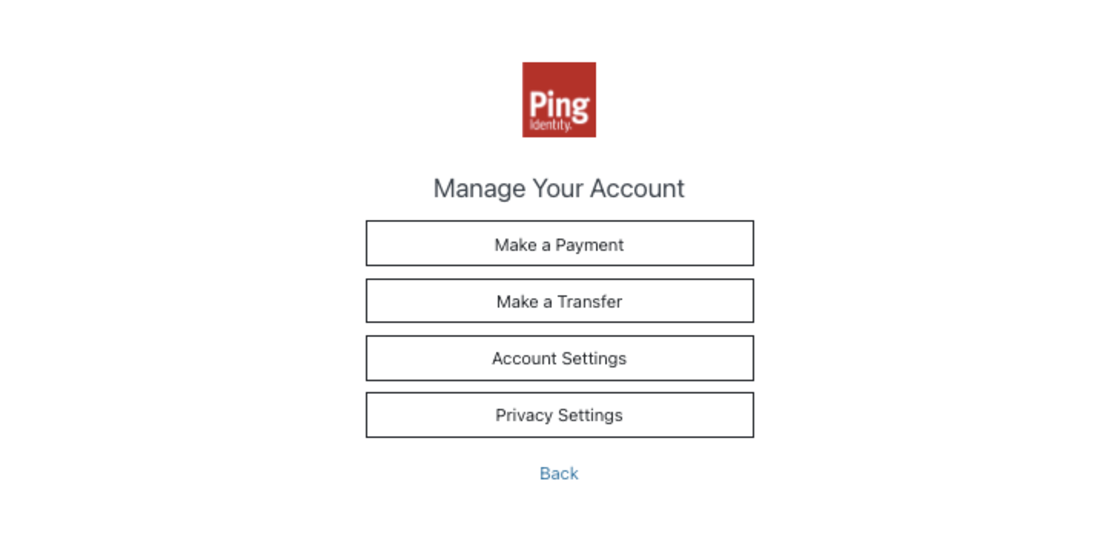 Ping
Identity.
Manage Your Account
Make a Payment
Make a Transfer
Account Settings
Privacy Settings
Back